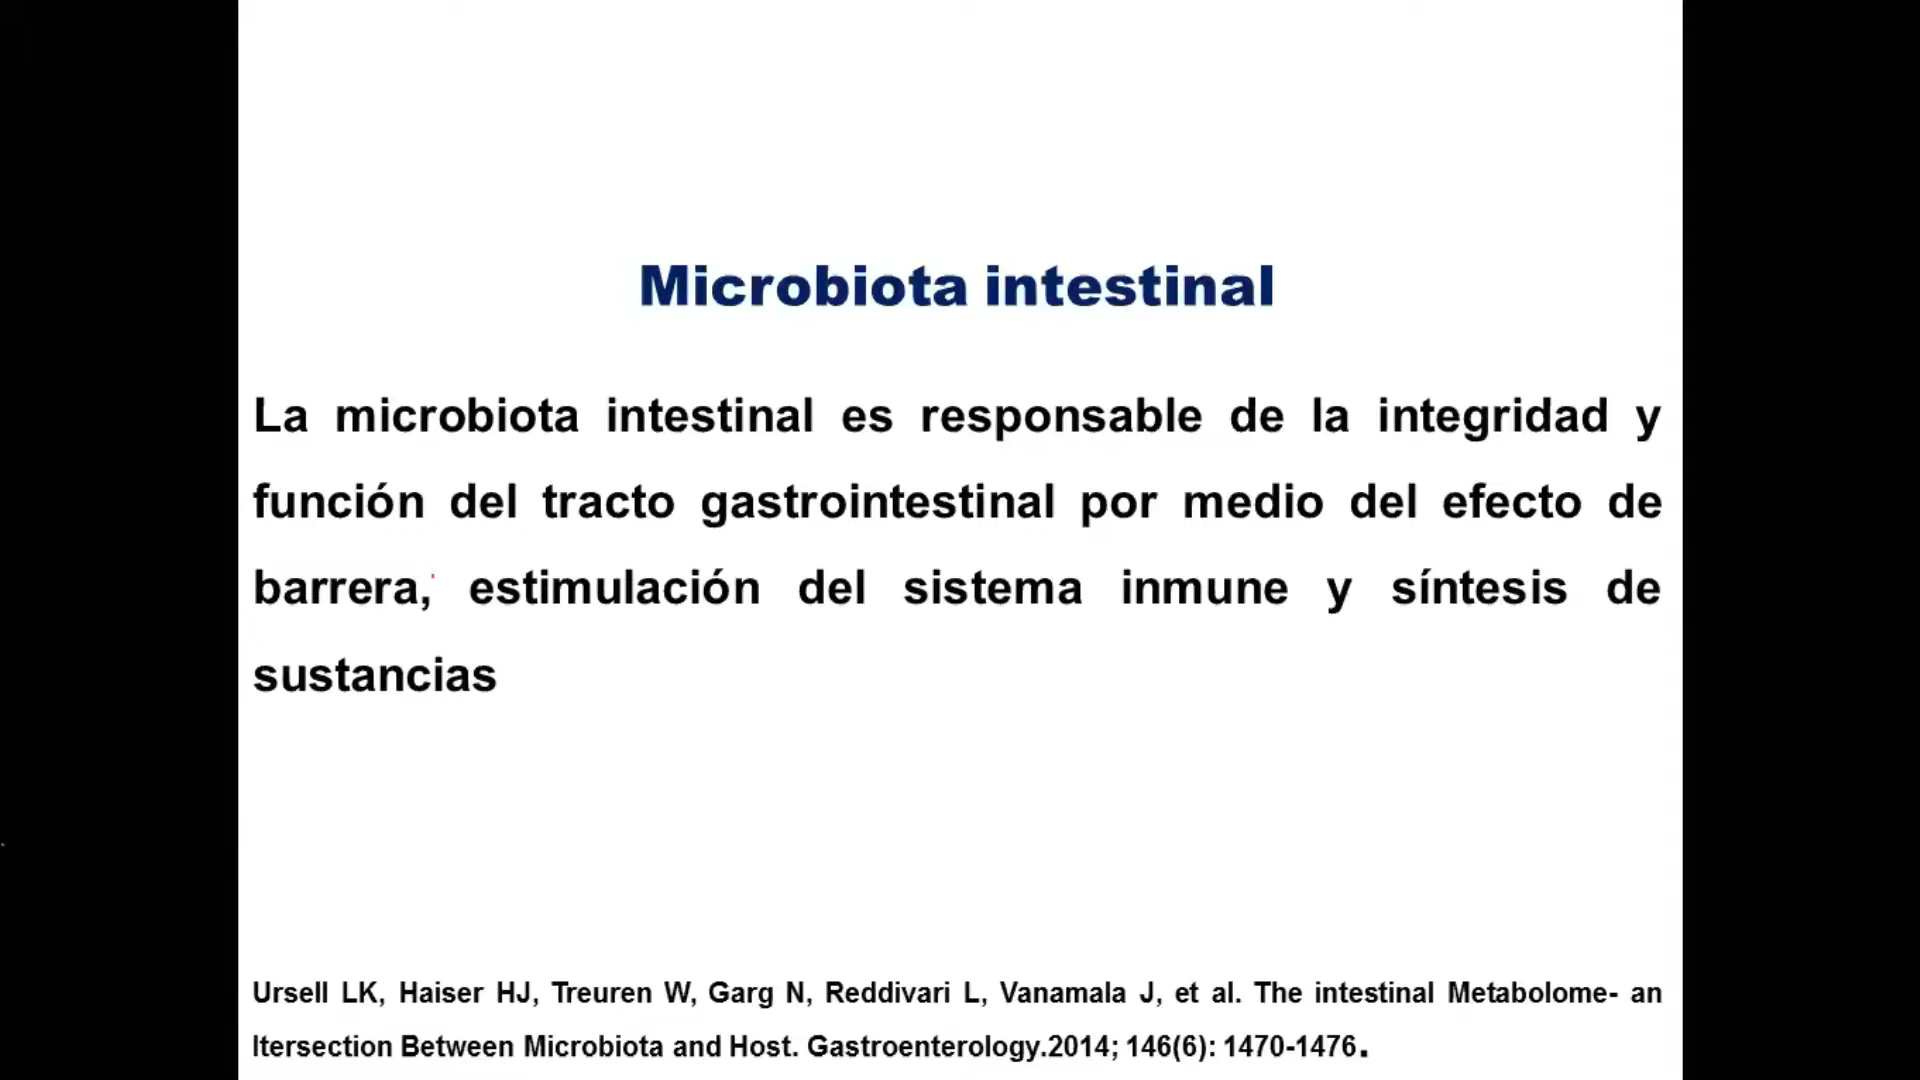 Microbiota intestinal
La microbiota intestinal es responsable de la integridad y
función del tracto gastrointestinal por medio del efecto de
barrera, estimulación del sistema inmune y síntesis de
sustancias
Ursell LK, Haiser HJ, Treuren W, Garg N, Reddivari L, Vanamala J, et al. The intestinal Metabolome- an
Itersection Between Microbiota and Host. Gastroenterology.2014; 146(6): 1470-1476.